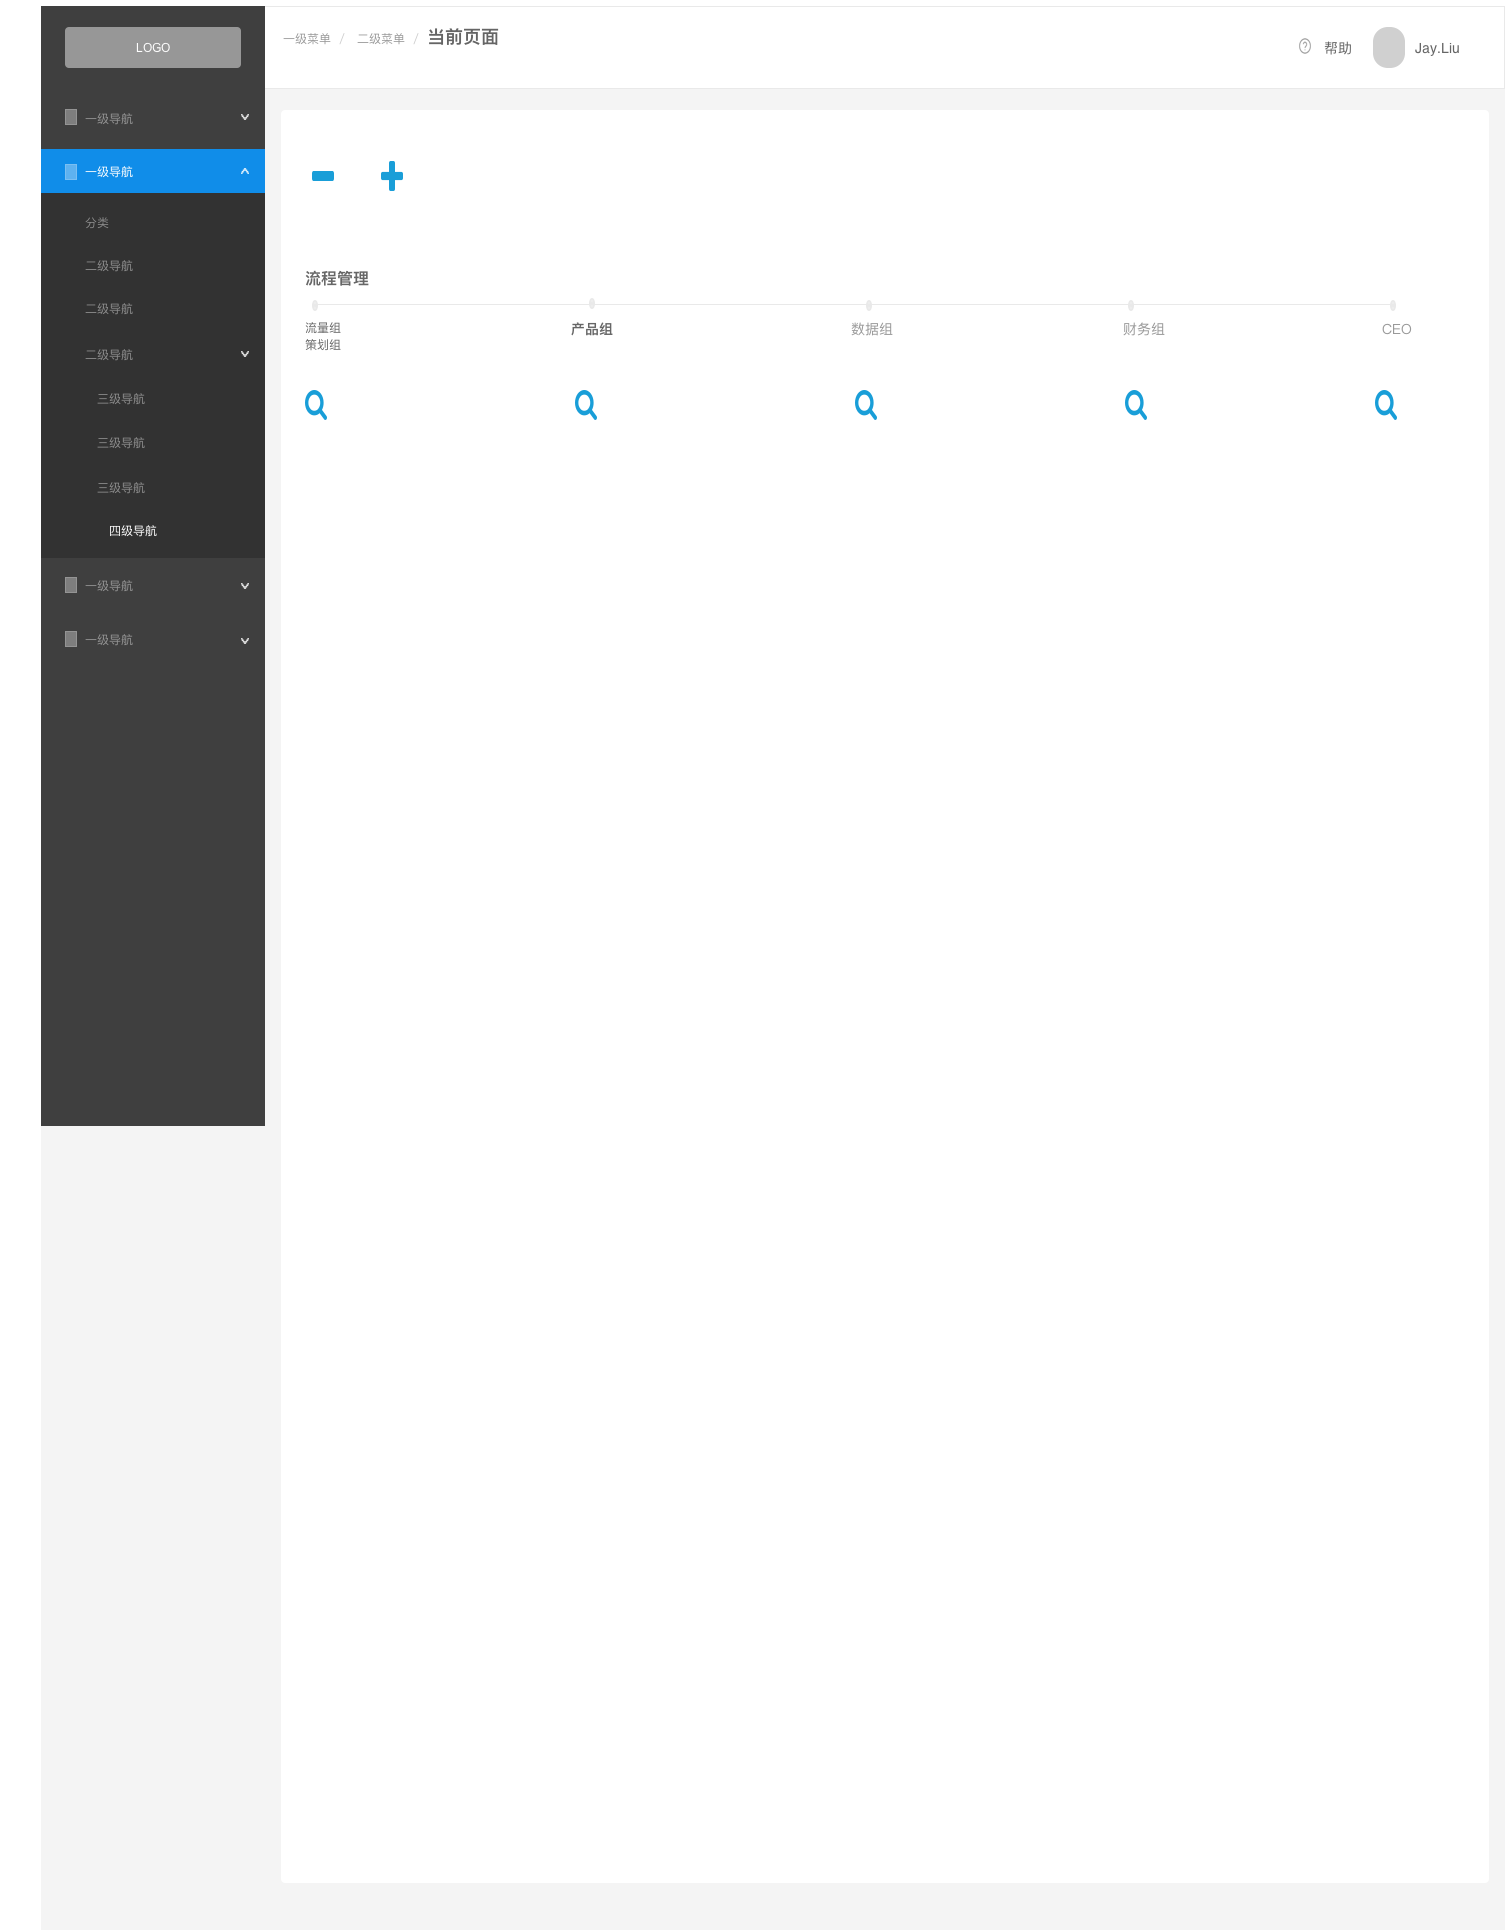 LOGO
一级导航
一级导航
分类
二级导航
二级导航
二级导航
三级导航
三级导航
三级导航
四级导航
一级导航
一级导航
一级菜单 / 二级菜单 / 当前页面
帮助 Jay.Liu
流程管理
流量组
策划组
产品组
数据组
财务组
CEO